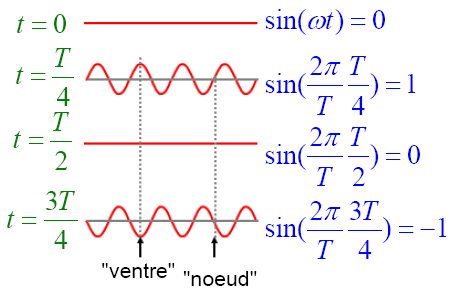 t = 0 sin(ωt) = 0
t = T/4 sin(2π/T T/4) = 1
t = T/2 sin(2π/T T/2) = 0
t = 3T/4 sin(2π/T 3T/4) = −1
"ventre" "noeud"